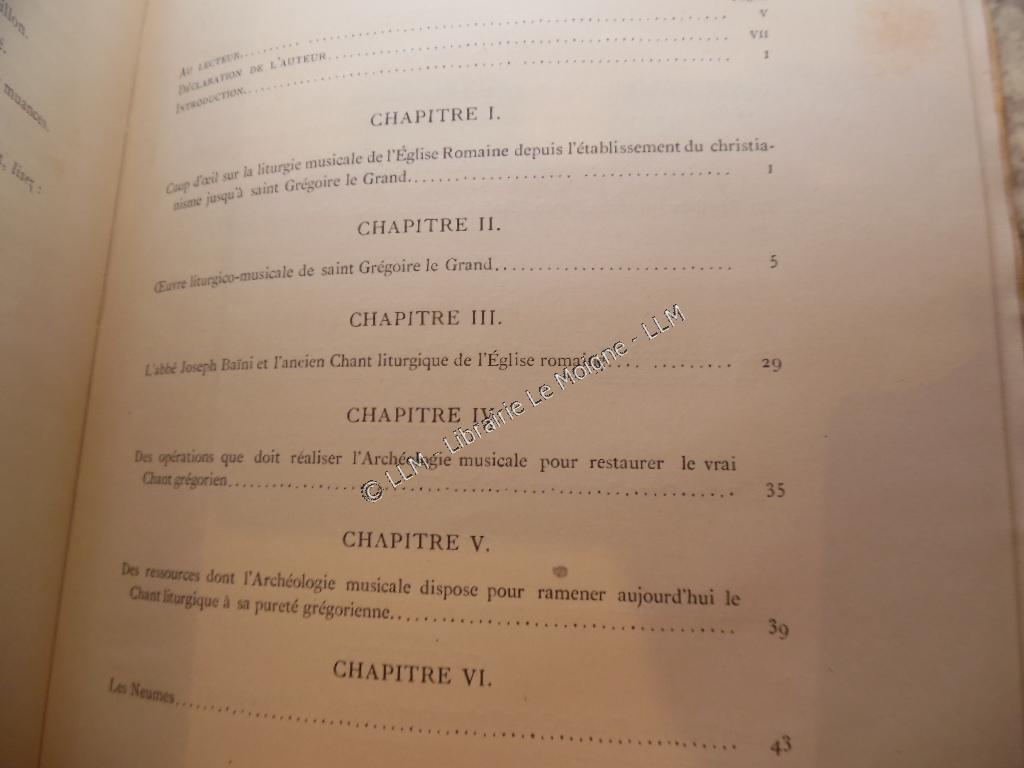 illon.
é.
muances.
lisez :
V
AU LECTEUR
VII
DÉCLARATION DE L'AUTEUR
1
INTRODUCTION
CHAPITRE I.
Coup d'œil sur la liturgie musicale de l'Église Romaine depuis l'établissement du christia-
nisme jusqu'à saint Grégoire le Grand 1
CHAPITRE II.
Œuvre liturgico-musicale de saint Grégoire le Grand 5
CHAPITRE III.
L'abbé Joseph Baïni et l'ancien Chant liturgique de l'Église romaine 29
CHAPITRE IV.
Des opérations que doit réaliser l'Archéologie musicale pour restaurer le vrai
Chant grégorien 35
CHAPITRE V.
Des ressources dont l'Archéologie musicale dispose pour ramener aujourd'hui le
Chant liturgique à sa pureté grégorienne 39
CHAPITRE VI.
Les Neumes 43
© LLM - Librairie Le Moigne - LLM